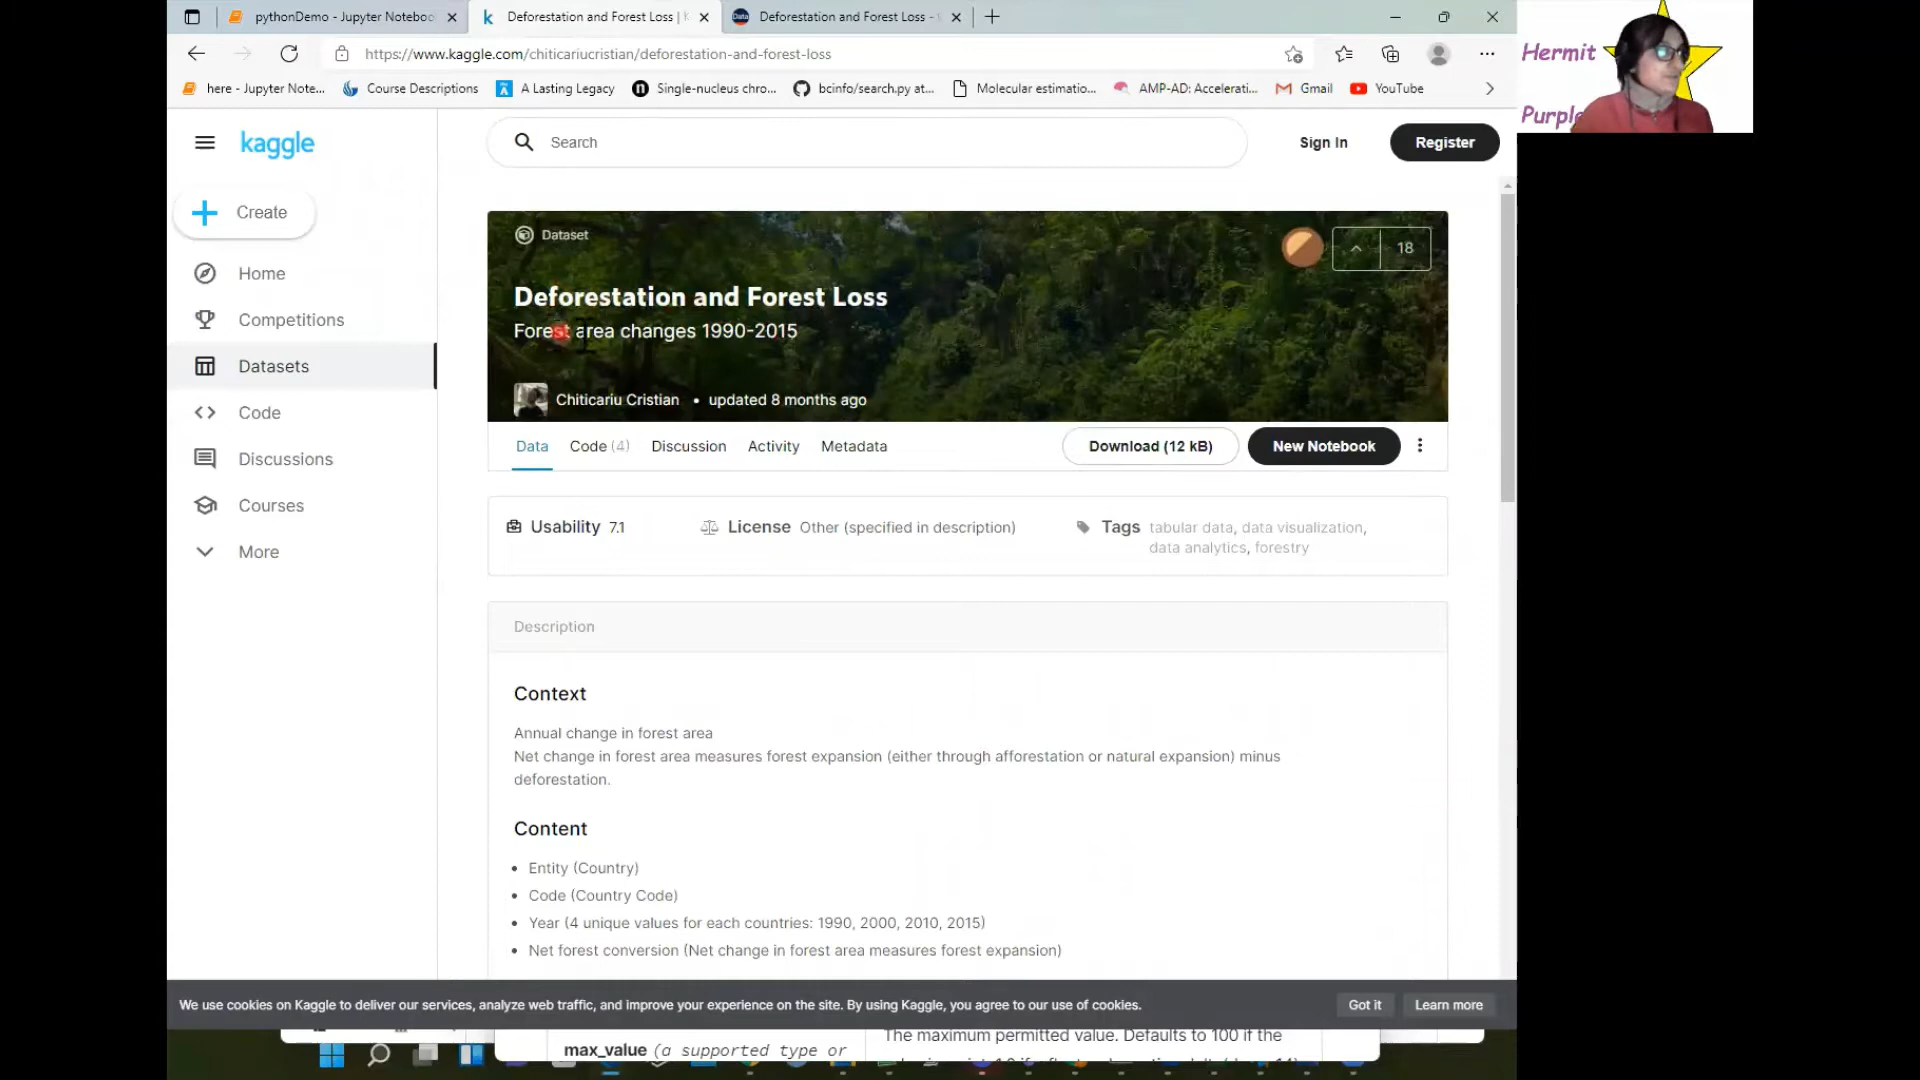 pythonDemo - Jupyter Noteboo
Deforestation and Forest Loss |
Deforestation and Forest Loss -
https://www.kaggle.com/chiticariucristian/deforestation-and-forest-loss
here - Jupyter Note...
Course Descriptions
A Lasting Legacy
Single-nucleus chro...
bcinfo/search.py at...
Molecular estimatio...
AMP-AD: Accelerati...
Gmail
YouTube
Hermit
Purple
kaggle
Search
Sign In
Register
Create
Home
Competitions
Datasets
Code
Discussions
Courses
More
Dataset
18
Deforestation and Forest Loss
Forest area changes 1990-2015
Chiticariu Cristian • updated 8 months ago
Data
Code (4)
Discussion
Activity
Metadata
Download (12 kB)
New Notebook
Usability 7.1
License Other (specified in description)
Tags tabular data, data visualization,
data analytics, forestry
Description
Context
Annual change in forest area
Net change in forest area measures forest expansion (either through afforestation or natural expansion) minus
deforestation.
Content
• Entity (Country)
• Code (Country Code)
• Year (4 unique values for each countries: 1990, 2000, 2010, 2015)
• Net forest conversion (Net change in forest area measures forest expansion)
We use cookies on Kaggle to deliver our services, analyze web traffic, and improve your experience on the site. By using Kaggle, you agree to our use of cookies.
Got it
Learn more
The maximum permitted value. Defaults to 100 if the
max_value (a supported type or